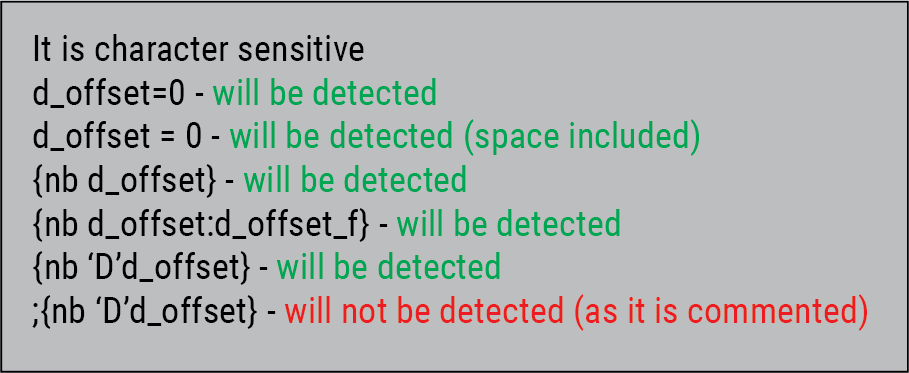 It is character sensitive
d_offset=0 - will be detected
d_offset = 0 - will be detected (space included)
{nb d_offset} - will be detected
{nb d_offset:d_offset_f} - will be detected
{nb ‘D’d_offset} - will be detected
;{nb ‘D’d_offset} - will not be detected (as it is commented)